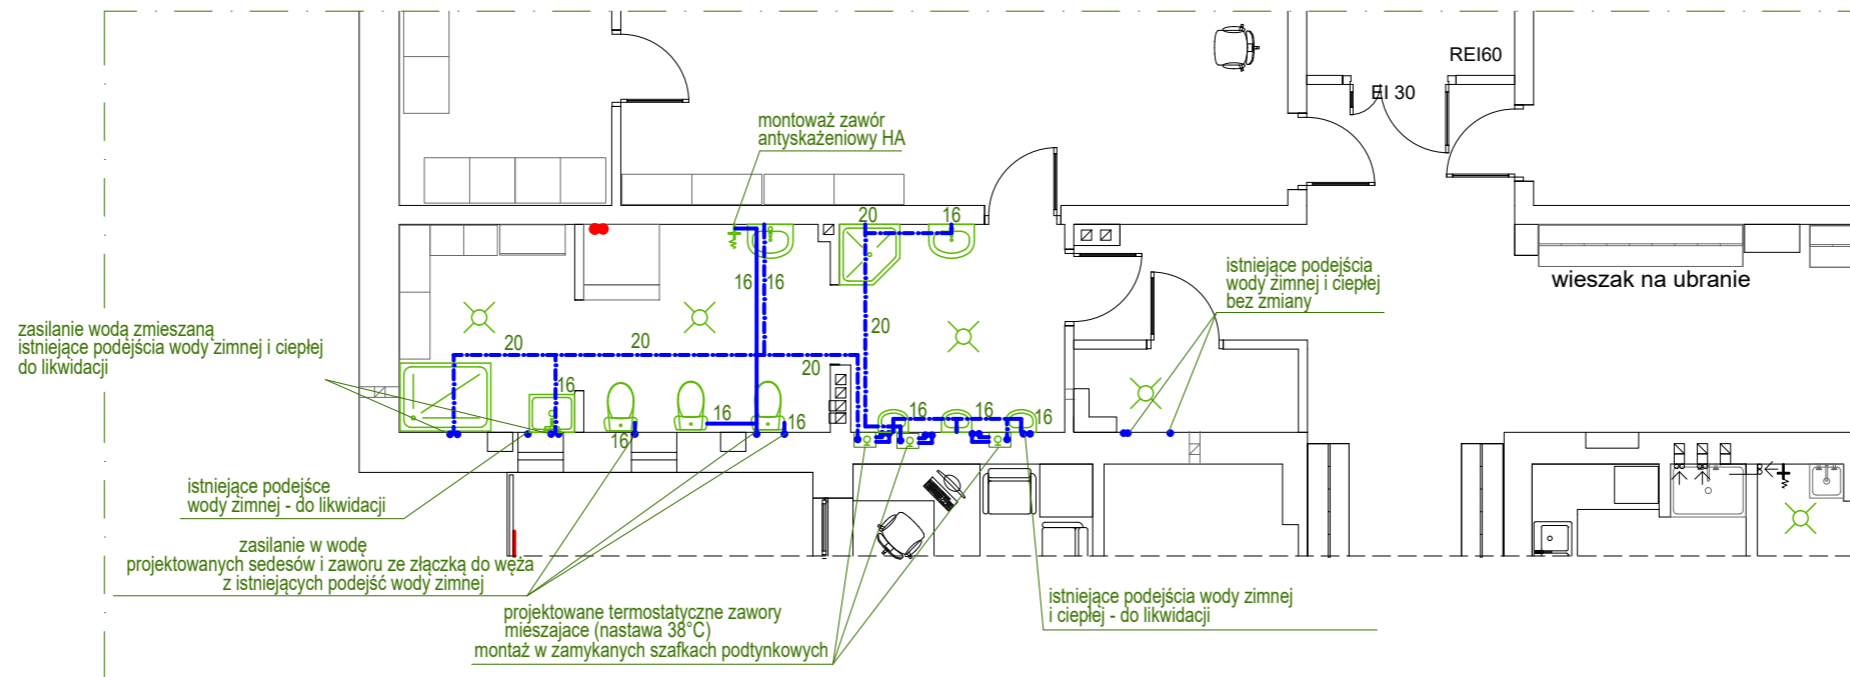 REI60
EI 30
montoważ zawór
antyskażeniowy HA
20
16
istniejące podejścia
wody zimnej i ciepłej
bez zmiany
wieszak na ubranie
16
16
zasilanie wodą zmieszaną
istniejące podejścia wody zimnej i ciepłej
do likwidacji
20
20
20
20
16
16
16
16
16
16
16
istniejące podejśce
wody zimnej - do likwidacji
zasilanie w wodę
projektowanych sedesów i zaworu ze złączką do węża
z istniejących podejść wody zimnej
projektowane termostatyczne zawory
mieszajace (nastawa 38°C)
montaż w zamykanych szafkach podtynkowych
istniejące podejścia wody zimnej
i ciepłej - do likwidacji